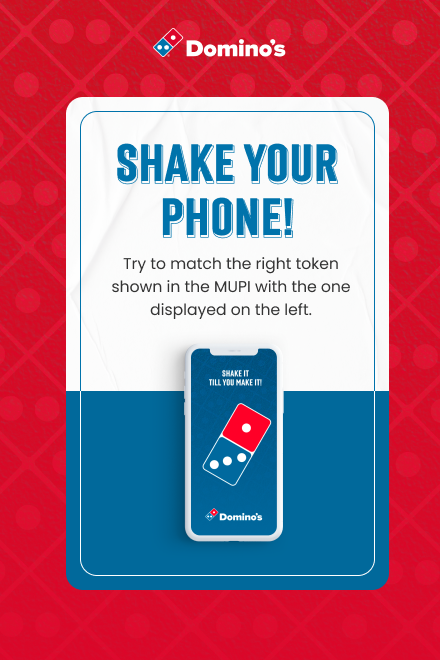 Domino's
SHAKE YOUR
PHONE!
Try to match the right token
shown in the MUPI with the one
displayed on the left.
SHAKE IT
TILL YOU MAKE IT!
Domino's